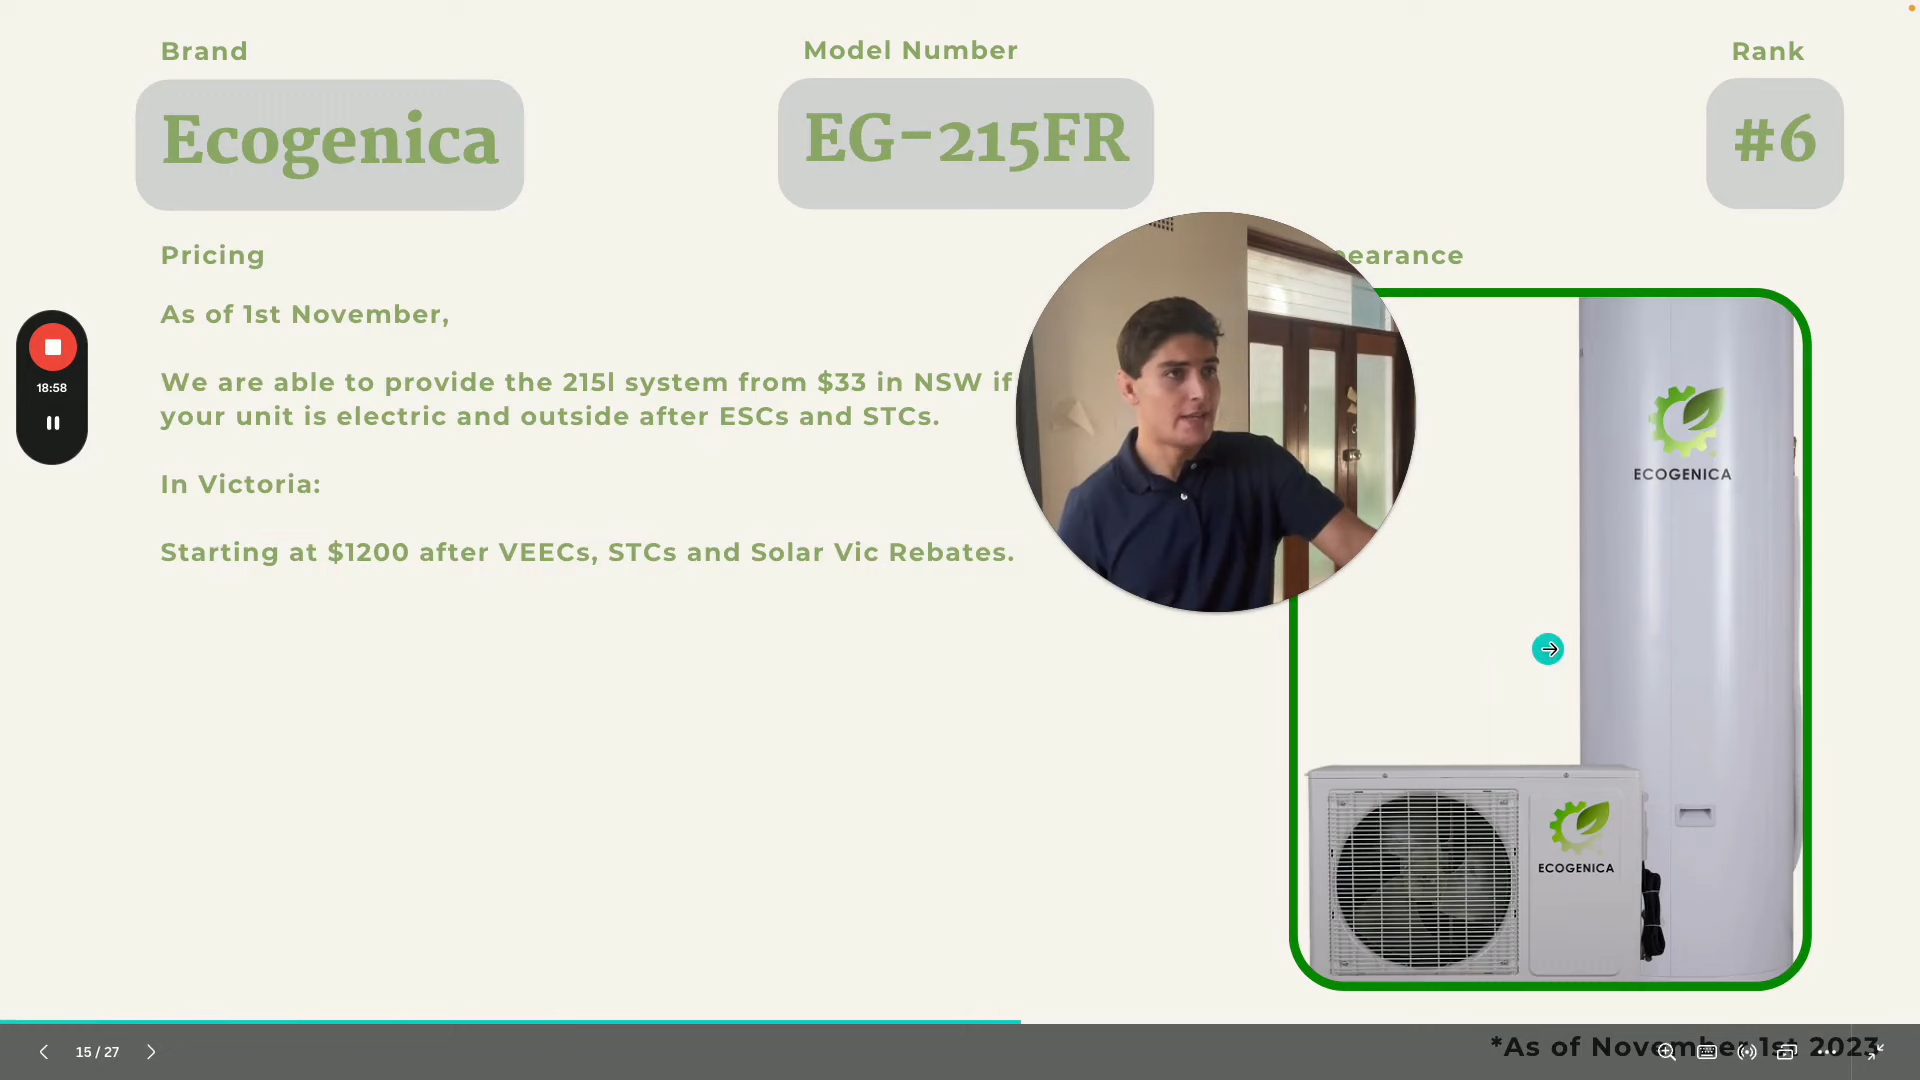 Brand
Model Number
Rank
Ecogenica
EG-215FR
#6
Pricing
pearance
As of 1st November,
We are able to provide the 215l system from $33 in NSW if
your unit is electric and outside after ESCs and STCs.
In Victoria:
Starting at $1200 after VEECs, STCs and Solar Vic Rebates.
18:58
ECOGENICA
ECOGENICA
15 / 27
*As of November 1st 2023